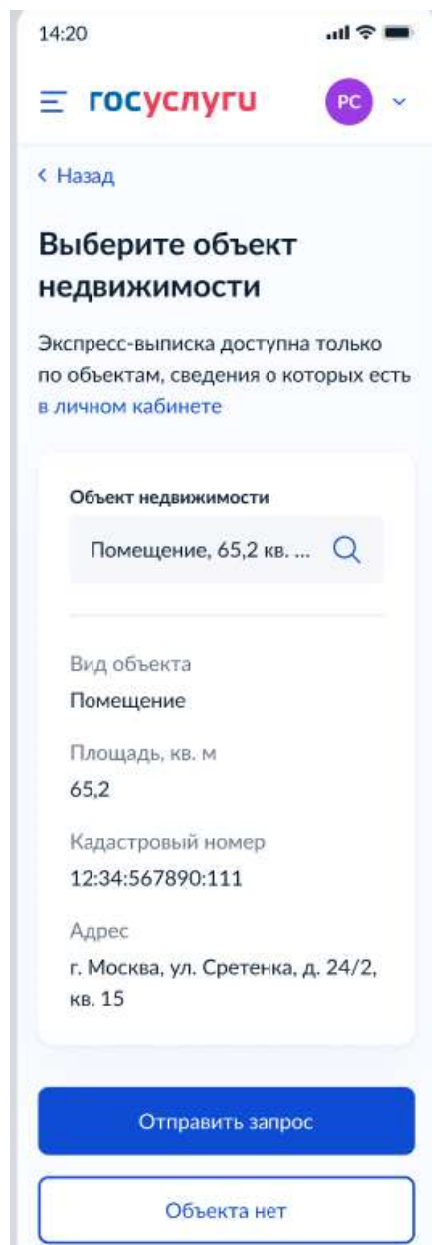 14:20
госуслуги
РС
Назад
Выберите объект
недвижимости
Экспресс-выписка доступна только
по объектам, сведения о которых есть
в личном кабинете
Объект недвижимости
Помещение, 65,2 кв. ...
Вид объекта
Помещение
Площадь, кв. м
65,2
Кадастровый номер
12:34:567890:111
Адрес
г. Москва, ул. Сретенка, д. 24/2,
кв. 15
Отправить запрос
Объекта нет